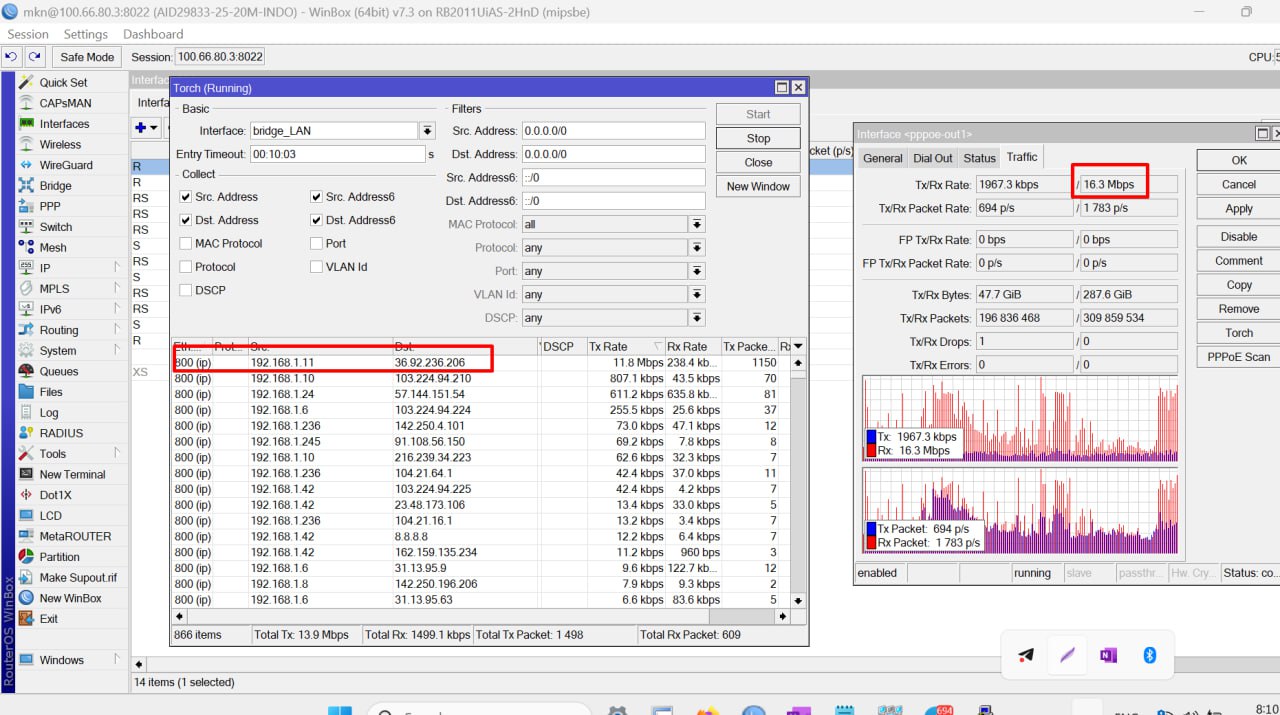 mkn@100.66.80.3:8022 (AID29833-25-20M-INDO) - WinBox (64bit) v7.3 on RB2011UiAS-2HnD (mipsbe)
Session Settings Dashboard
Safe Mode Session: 100.66.80.3:8022 CPU:
Quick Set
CAPsMAN
Interfaces
Wireless
WireGuard
Bridge
PPP
Switch
Mesh
IP
MPLS
IPv6
Routing
System
Queues
Files
Log
RADIUS
Tools
New Terminal
Dot1X
LCD
MetaROUTER
Partition
Make Supout.rif
New WinBox
Exit
Windows
RouterOS WinBox
R
R
RS
RS
RS
S
RS
S
RS
RS
S
R
XS
Torch (Running)
Basic
Interface: bridge_LAN
Entry Timeout: 00:10:03 s
Collect
Src. Address Src. Address6
Dst. Address Dst. Address6
MAC Protocol Port
Protocol VLAN Id
DSCP
Filters
Src. Address: 0.0.0.0/0
Dst. Address: 0.0.0.0/0
Src. Address6: ::/0
Dst. Address6: ::/0
MAC Protocol: all
Protocol: any
Port: any
VLAN Id: any
DSCP: any
Start
Stop
Close
New Window
Eth... Prot... Src. Dst. DSCP Tx Rate Rx Rate Tx Packe...
800 (ip) 192.168.1.11 36.92.236.206 11.8 Mbps 238.4 kb... 1150
800 (ip) 192.168.1.10 103.224.94.210 807.1 kbps 43.5 kbps 70
800 (ip) 192.168.1.24 57.144.151.54 611.2 kbps 635.8 kb... 81
800 (ip) 192.168.1.6 103.224.94.224 255.5 kbps 25.6 kbps 37
800 (ip) 192.168.1.236 142.250.4.101 73.0 kbps 47.1 kbps 12
800 (ip) 192.168.1.245 91.108.56.150 69.2 kbps 7.8 kbps 8
800 (ip) 192.168.1.10 216.239.34.223 62.6 kbps 32.3 kbps 7
800 (ip) 192.168.1.236 104.21.64.1 42.4 kbps 37.0 kbps 11
800 (ip) 192.168.1.42 103.224.94.225 42.4 kbps 4.2 kbps 7
800 (ip) 192.168.1.42 23.48.173.106 13.4 kbps 33.0 kbps 5
800 (ip) 192.168.1.236 104.21.16.1 13.2 kbps 3.4 kbps 7
800 (ip) 192.168.1.42 8.8.8.8 12.2 kbps 6.4 kbps 7
800 (ip) 192.168.1.42 162.159.135.234 11.2 kbps 960 bps 3
800 (ip) 192.168.1.6 31.13.95.9 9.6 kbps 122.7 kb... 12
800 (ip) 192.168.1.8 142.250.196.206 7.9 kbps 9.3 kbps 2
800 (ip) 192.168.1.6 31.13.95.63 6.6 kbps 83.6 kbps 5
866 items Total Tx: 13.9 Mbps Total Rx: 1499.1 kbps Total Tx Packet: 1 498 Total Rx Packet: 609
14 items (1 selected)
Interface <pppoe-out1>
General Dial Out Status Traffic
Tx/Rx Rate: 1967.3 kbps / 16.3 Mbps
Tx/Rx Packet Rate: 694 p/s / 1 783 p/s
FP Tx/Rx Rate: 0 bps / 0 bps
FP Tx/Rx Packet Rate: 0 p/s / 0 p/s
Tx/Rx Bytes: 47.7 GiB / 287.6 GiB
Tx/Rx Packets: 196 836 468 / 309 859 534
Tx/Rx Drops: 1 / 0
Tx/Rx Errors: 0 / 0
Tx: 1967.3 kbps
Rx: 16.3 Mbps
Tx Packet: 694 p/s
Rx Packet: 1 783 p/s
OK
Cancel
Apply
Disable
Comment
Copy
Remove
Torch
PPPoE Scan
enabled running slave passthr... Hw. Cry... Status: co...
694
8:10